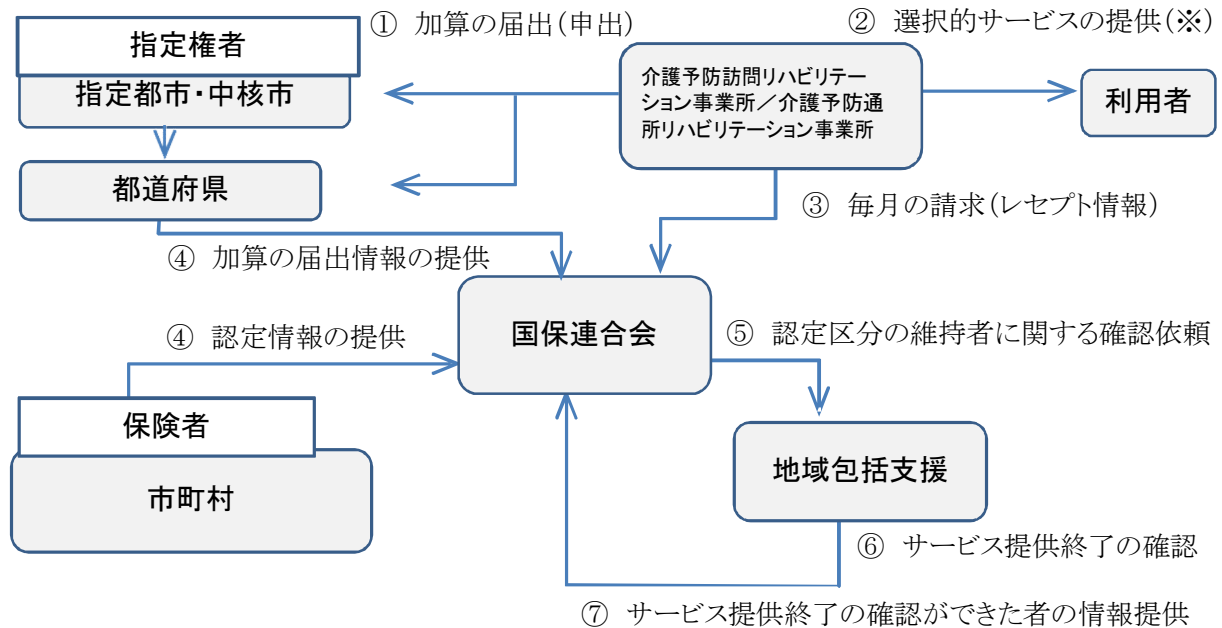 ① 加算の届出(申出)
② 選択的サービスの提供(※)
指定権者
指定都市・中核市
介護予防訪問リハビリテー
ション事業所／介護予防通
所リハビリテーション事業所
利用者
都道府県
③ 毎月の請求(レセプト情報)
④ 加算の届出情報の提供
国保連合会
④ 認定情報の提供
⑤ 認定区分の維持者に関する確認依頼
保険者
市町村
地域包括支援
⑥ サービス提供終了の確認
⑦ サービス提供終了の確認ができた者の情報提供